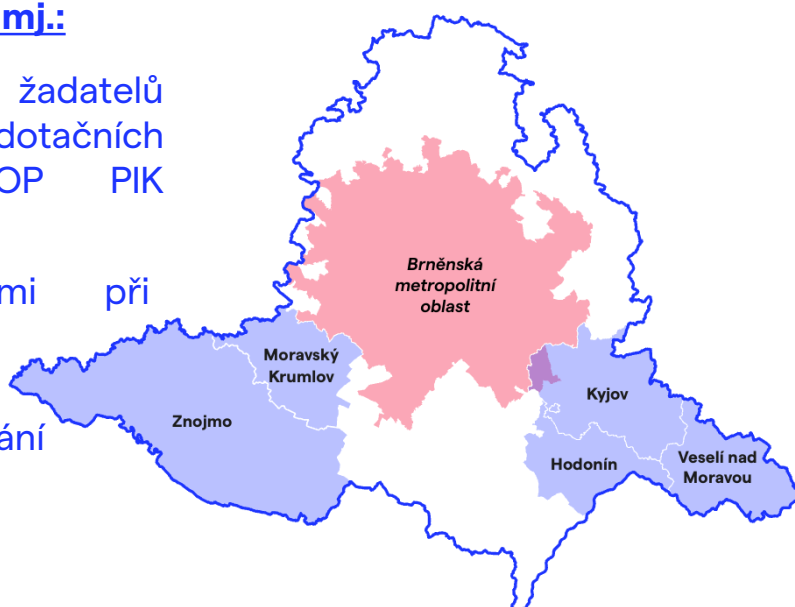 mj.:
žadatelů
dotačních
OP PIK
mi při
ání
Brněnská
metropolitní
oblast
Moravský
Krumlov
Znojmo
Kyjov
Hodonín
Veselí nad
Moravou